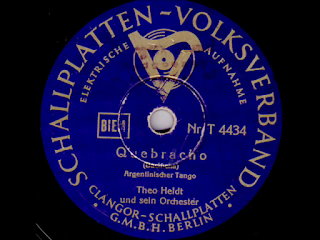 SCHALLPLATTEN-VOLKSVERBAND
ELEKTRISCHE AUFNAHME
BIEM
Nr. T 4434
Quebracho
Argentinischer Tango
Theo Heldt
und sein Orchester
CLANGOR-SCHALLPLATTEN
G.M.B.H. BERLIN